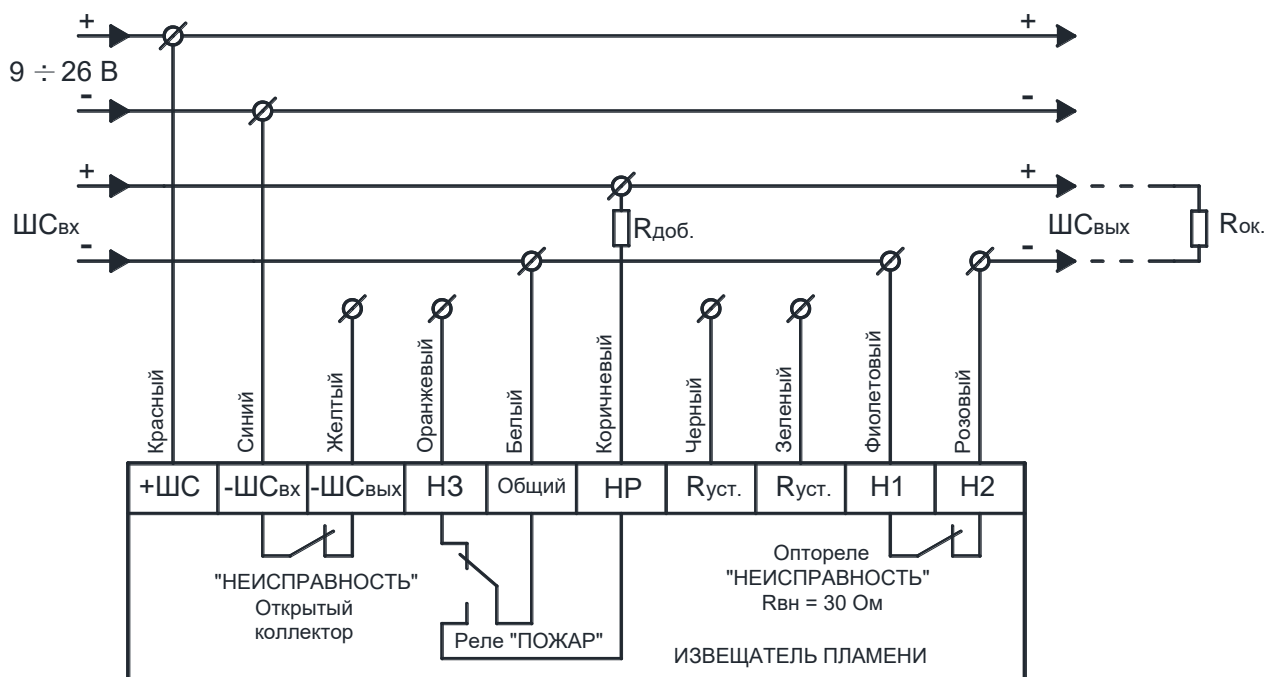 + +
9 ÷ 26 В
- -
+ +
ШСвх Rдоб. ШСвых Rок.
- -
Красный
Синий
Желтый
Оранжевый
Белый
Коричневый
Черный
Зеленый
Фиолетовый
Розовый
+ШС -ШСвх -ШСвых НЗ Общий НР Rуст. Rуст. Н1 Н2
"НЕИСПРАВНОСТЬ"
Открытый
коллектор
Реле "ПОЖАР"
Оптореле
"НЕИСПРАВНОСТЬ"
Rвн = 30 Ом
ИЗВЕЩАТЕЛЬ ПЛАМЕНИ